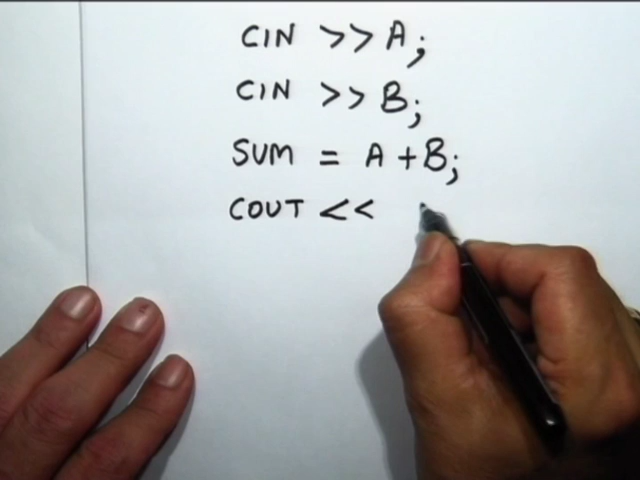 CIN >> A;
CIN >> B;
SUM = A + B;
COUT <<